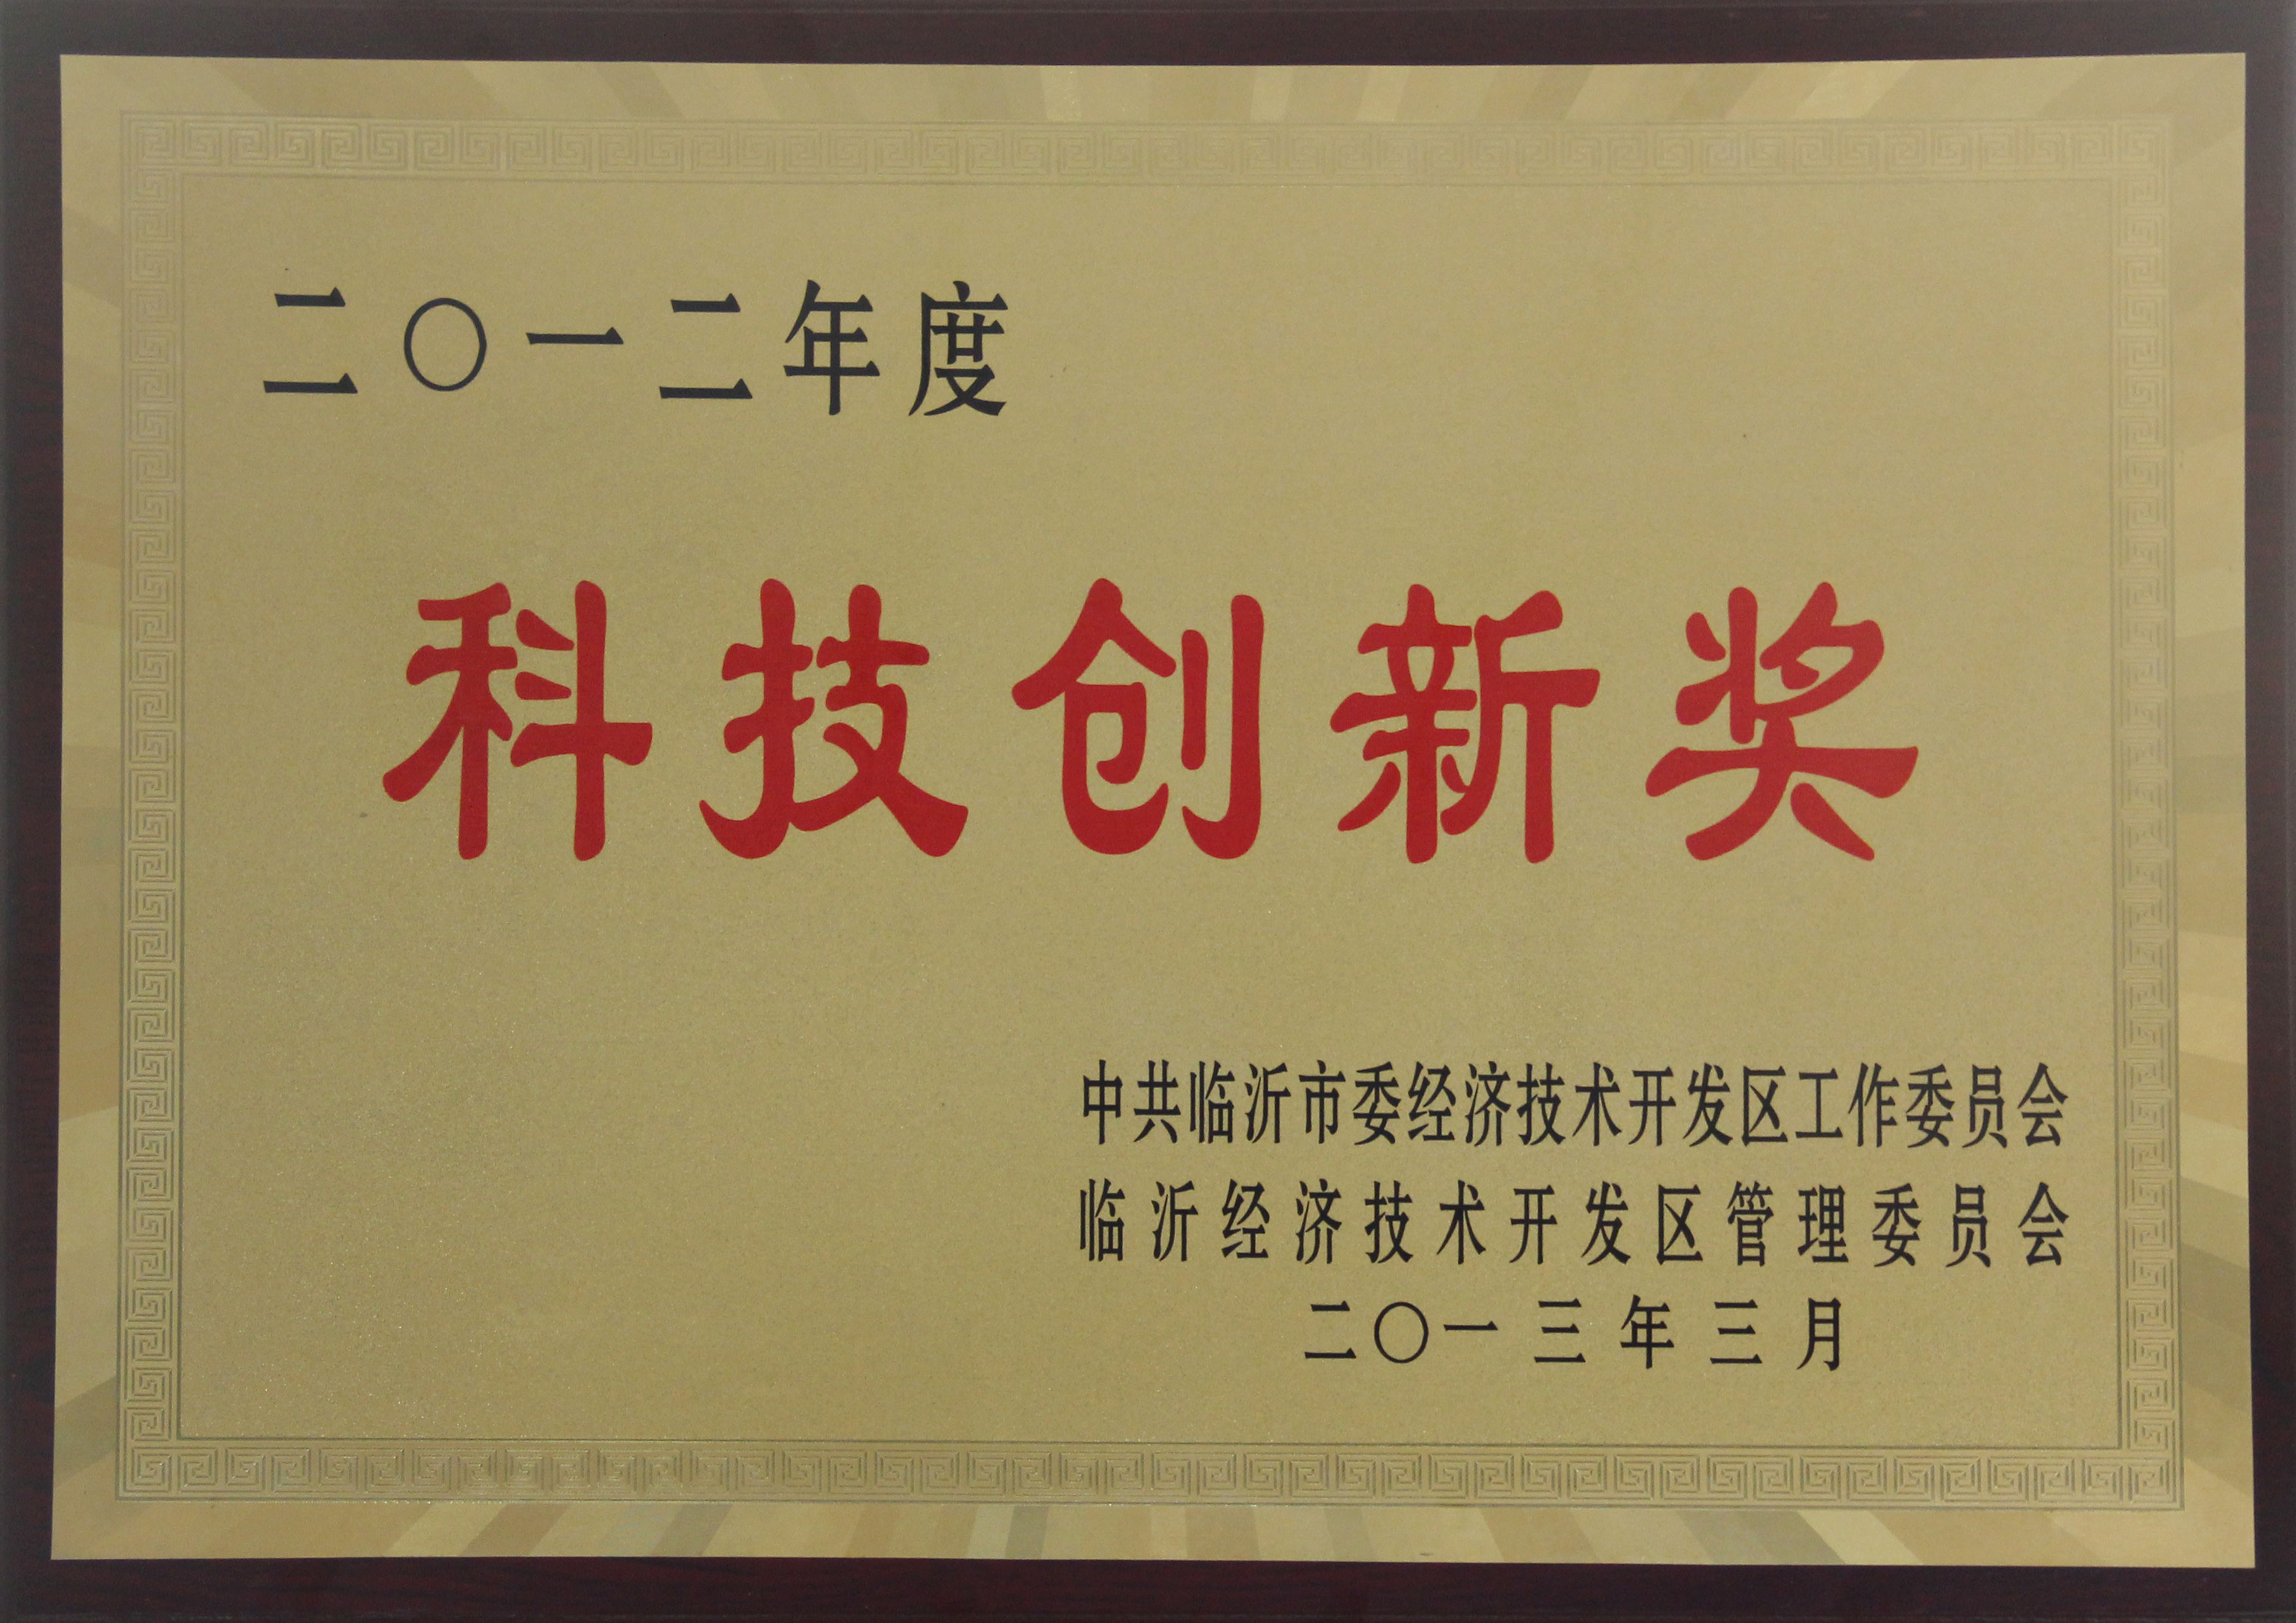 二〇一二年度
科技创新奖
中共临沂市委经济技术开发区工作委员会
临沂经济技术开发区管理委员会
二〇一三年三月